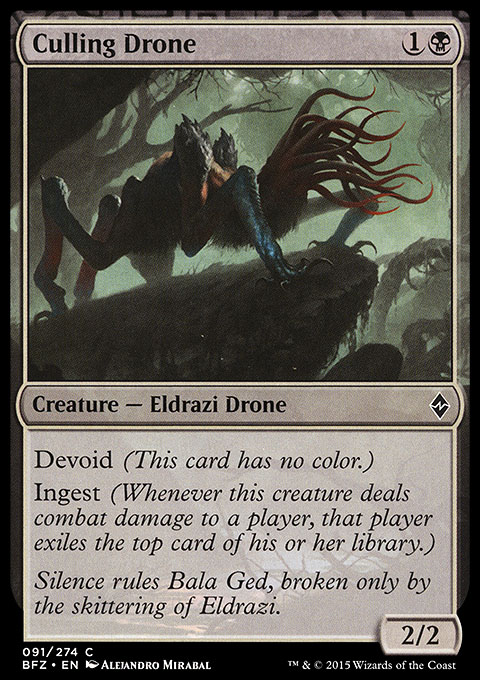 Culling Drone
1
Creature — Eldrazi Drone
Devoid (This card has no color.)
Ingest (Whenever this creature deals
combat damage to a player, that player
exiles the top card of his or her library.)
Silence rules Bala Ged, broken only by
the skittering of Eldrazi.
2/2
091/274 C
BFZ • EN Alejandro Mirabal
™ & © 2015 Wizards of the Coast